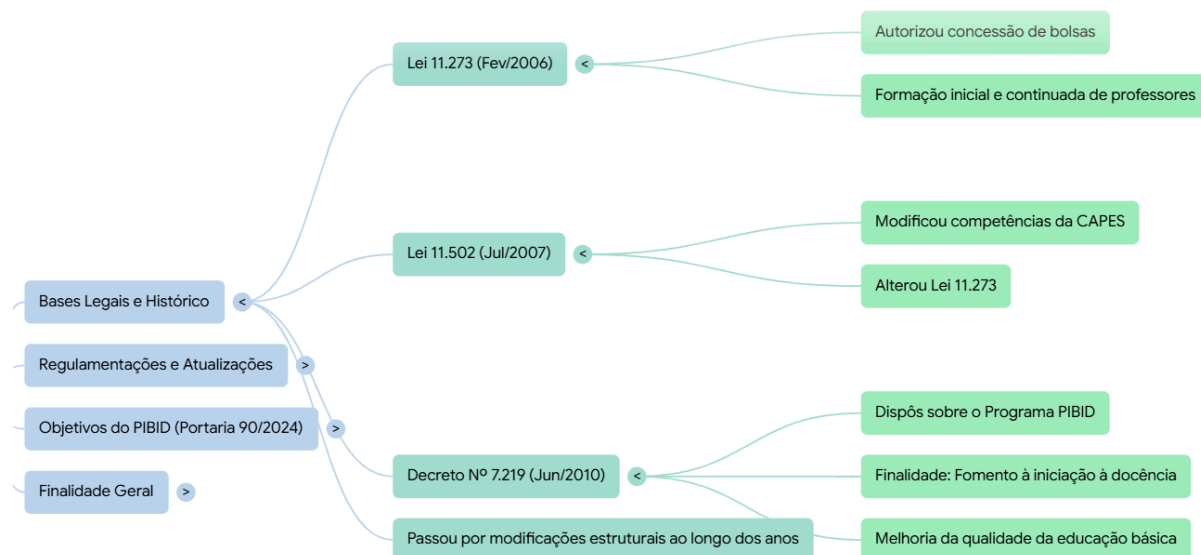 Bases Legais e Histórico
<
Lei 11.273 (Fev/2006)
<
Autorizou concessão de bolsas
Formação inicial e continuada de professores
Lei 11.502 (Jul/2007)
<
Modificou competências da CAPES
Alterou Lei 11.273
Decreto Nº 7.219 (Jun/2010)
<
Dispôs sobre o Programa PIBID
Finalidade: Fomento à iniciação à docência
Melhoria da qualidade da educação básica
Passou por modificações estruturais ao longo dos anos
Regulamentações e Atualizações
>
Objetivos do PIBID (Portaria 90/2024)
>
Finalidade Geral
>